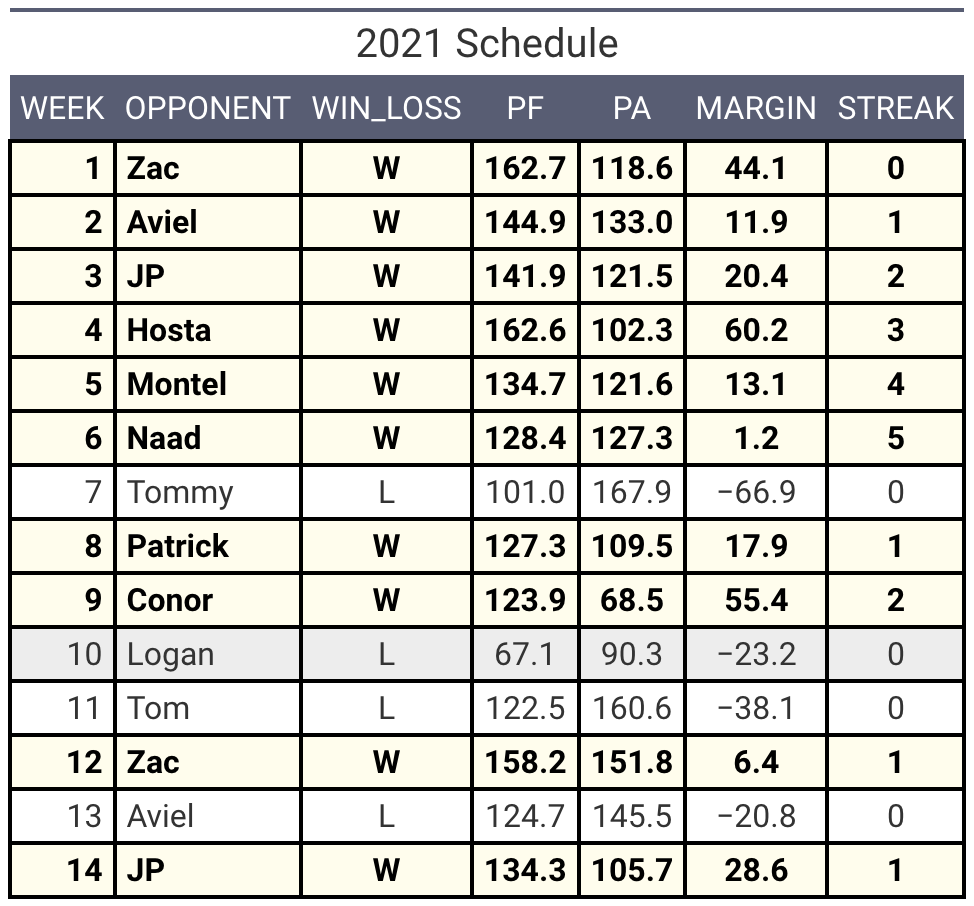 2021 Schedule
WEEK OPPONENT WIN_LOSS PF PA MARGIN STREAK
1 Zac W 162.7 118.6 44.1 0
2 Aviel W 144.9 133.0 11.9 1
3 JP W 141.9 121.5 20.4 2
4 Hosta W 162.6 102.3 60.2 3
5 Montel W 134.7 121.6 13.1 4
6 Naad W 128.4 127.3 1.2 5
7 Tommy L 101.0 167.9 −66.9 0
8 Patrick W 127.3 109.5 17.9 1
9 Conor W 123.9 68.5 55.4 2
10 Logan L 67.1 90.3 −23.2 0
11 Tom L 122.5 160.6 −38.1 0
12 Zac W 158.2 151.8 6.4 1
13 Aviel L 124.7 145.5 −20.8 0
14 JP W 134.3 105.7 28.6 1